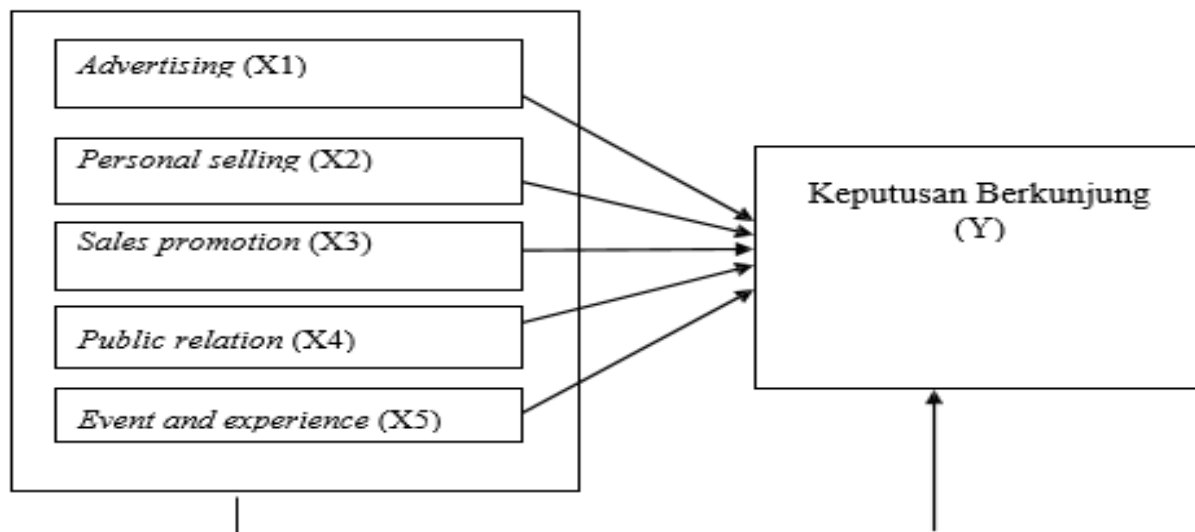 Advertising (X1)
Personal selling (X2)
Sales promotion (X3)
Public relation (X4)
Event and experience (X5)
Keputusan Berkunjung
(Y)